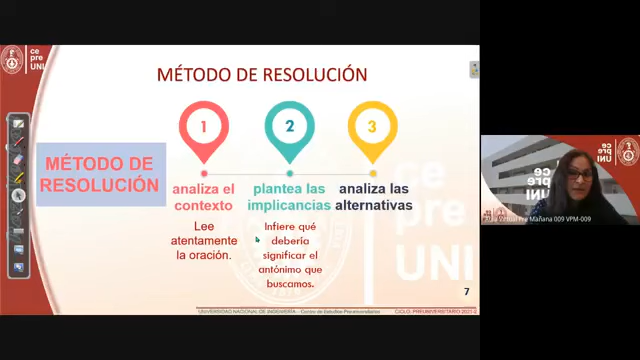 ce
pre
UNI
MÉTODO DE RESOLUCIÓN
1
2
3
MÉTODO DE
RESOLUCIÓN
analiza el
contexto
plantea las
implicancias
analiza las
alternativas
Lee
atentamente
la oración.
Infiere qué
debería
significar el
antónimo que
buscamos.
ce
pre
UNI
7
UNIVERSIDAD NACIONAL DE INGENIERÍA - Centro de Estudios Preuniversitarios
CICLO: PREUNIVERSITARIO 2021-2
ce
pre
UNI
Virtual Pre Mañana 009 VPM-009